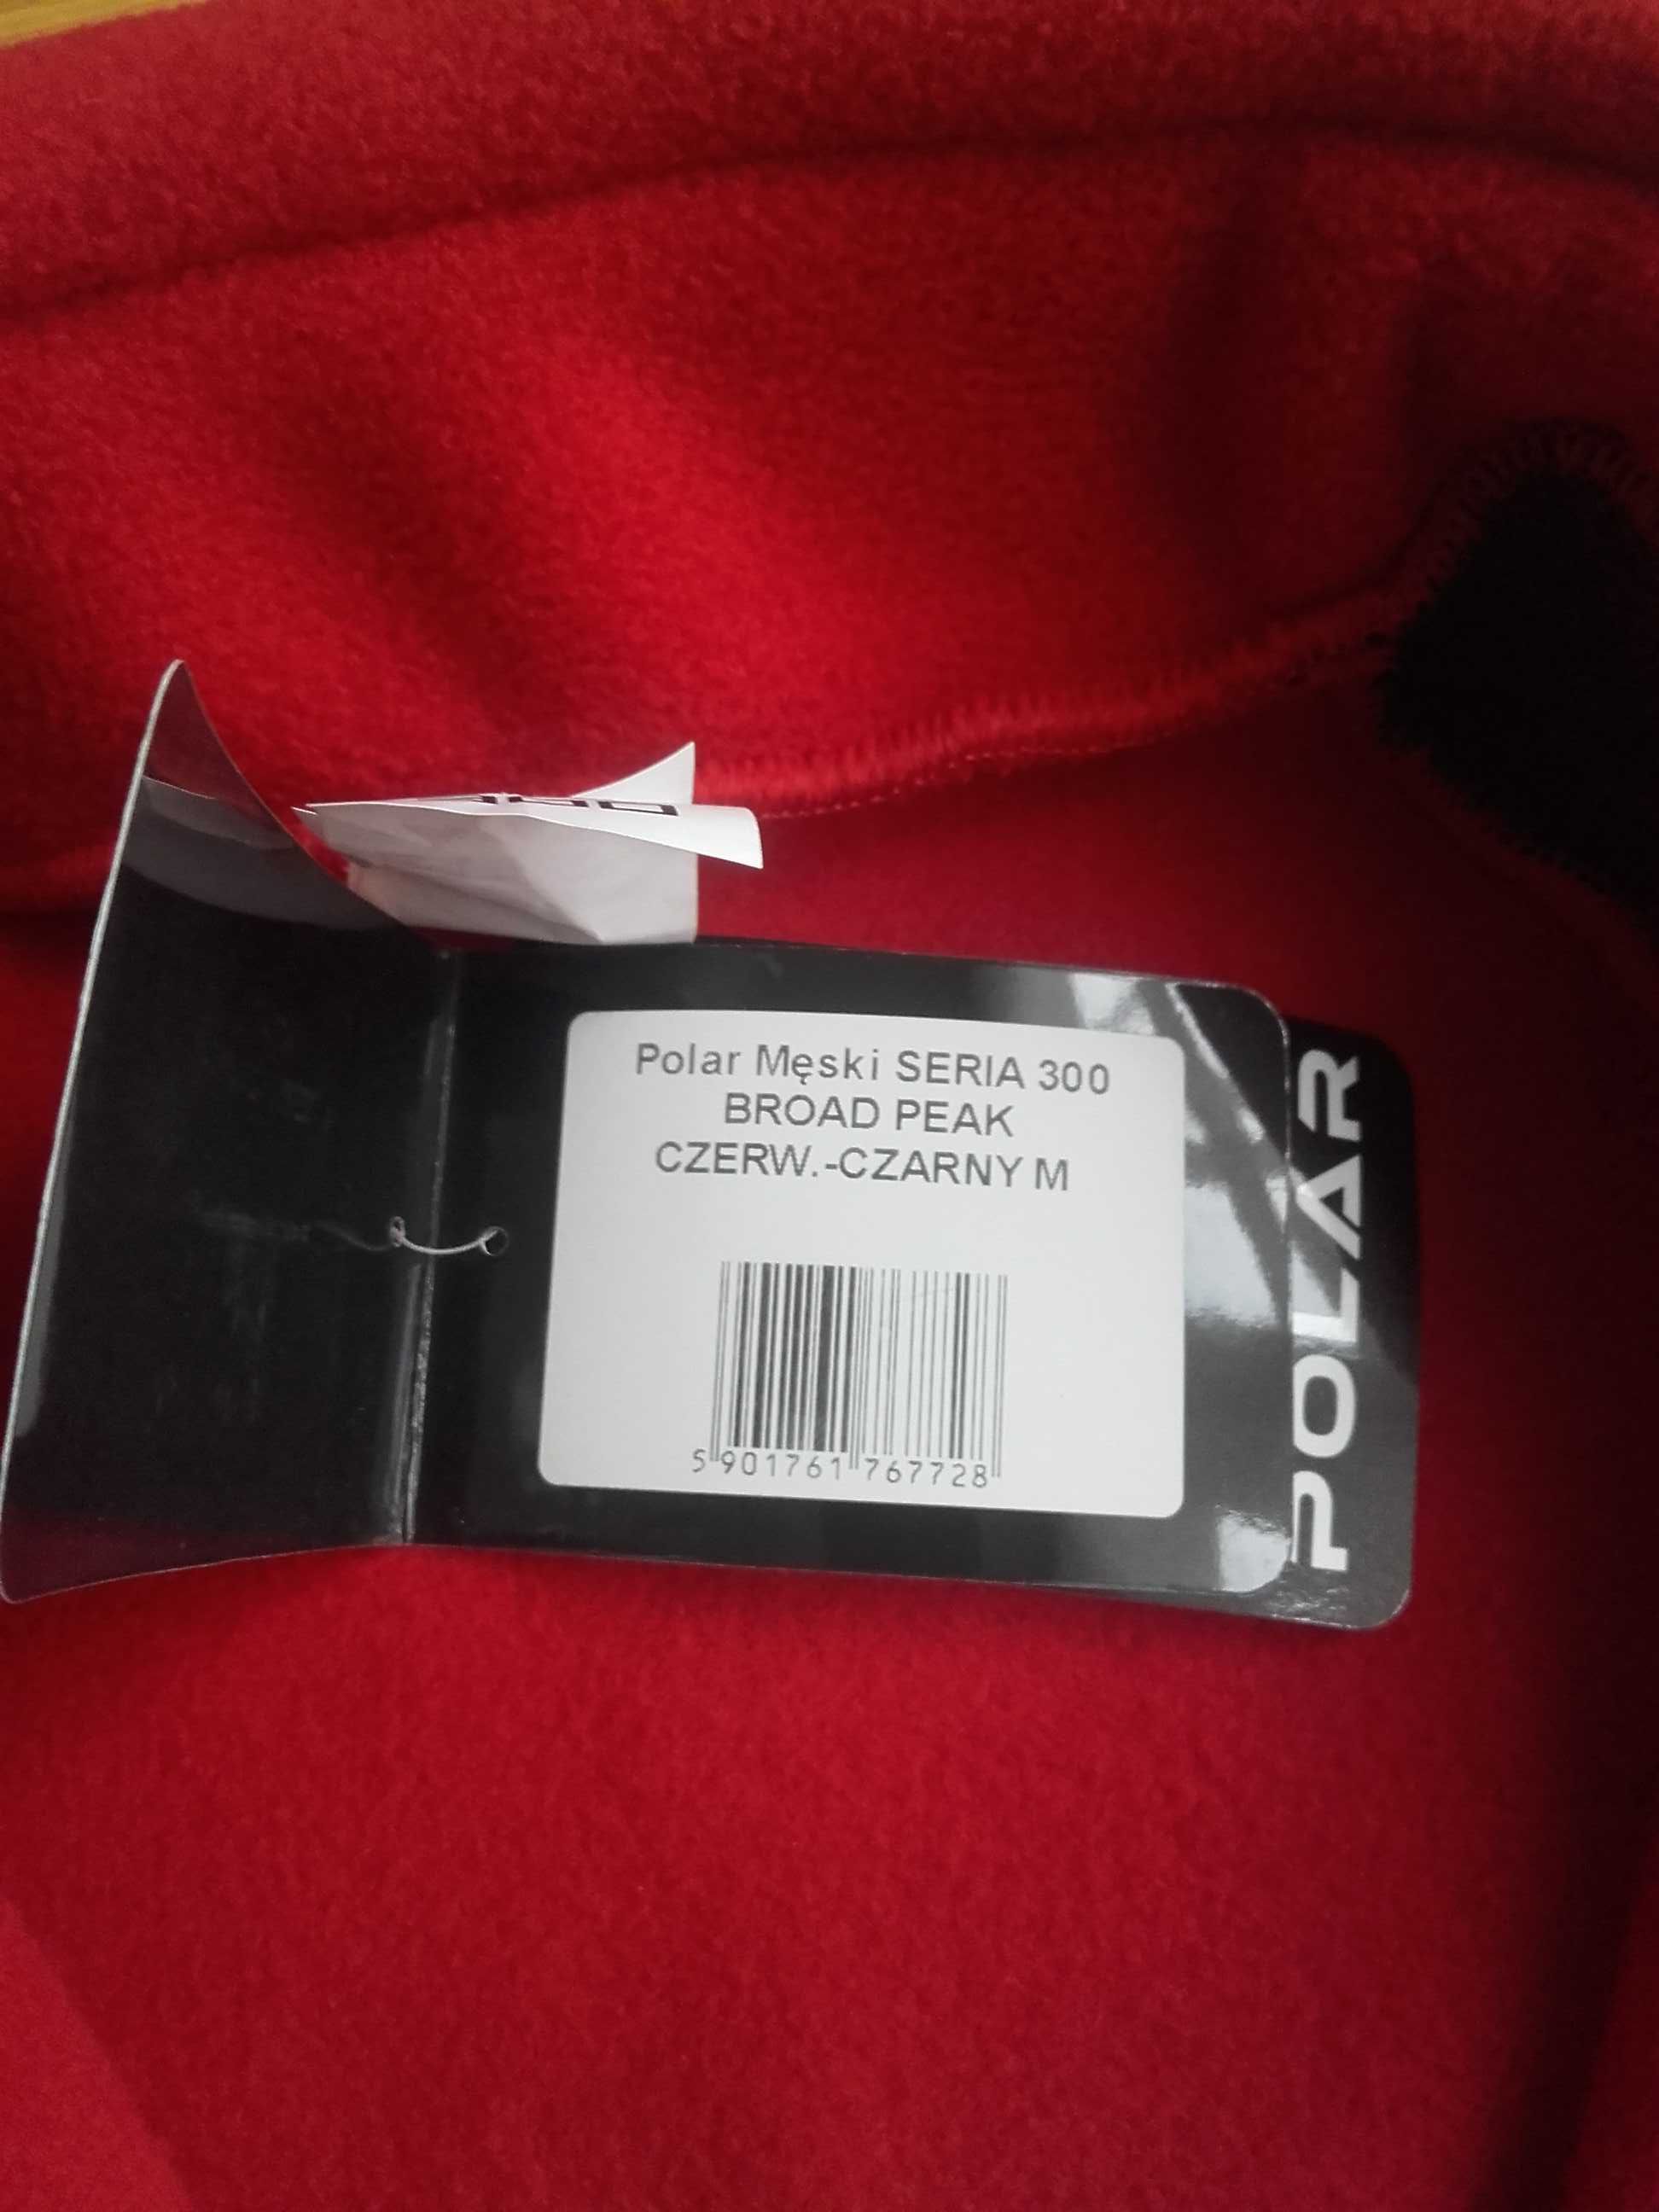 Polar Męski SERIA 300
BROAD PEAK
CZERW.-CZARNY M
5 901761 767728
POLAR